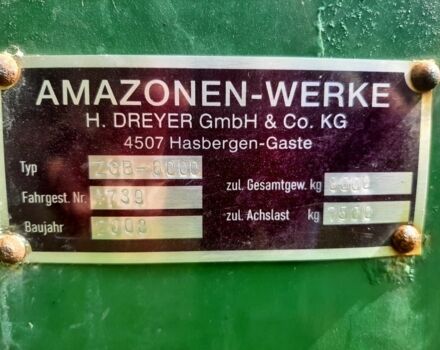 AMAZONEN-WERKE
H. DREYER GmbH & Co. KG
4507 Hasbergen-Gaste
Typ
zul. Gesamtgew. kg
Fahrgest. Nr.
zul. Achslast kg
Baujahr 2003